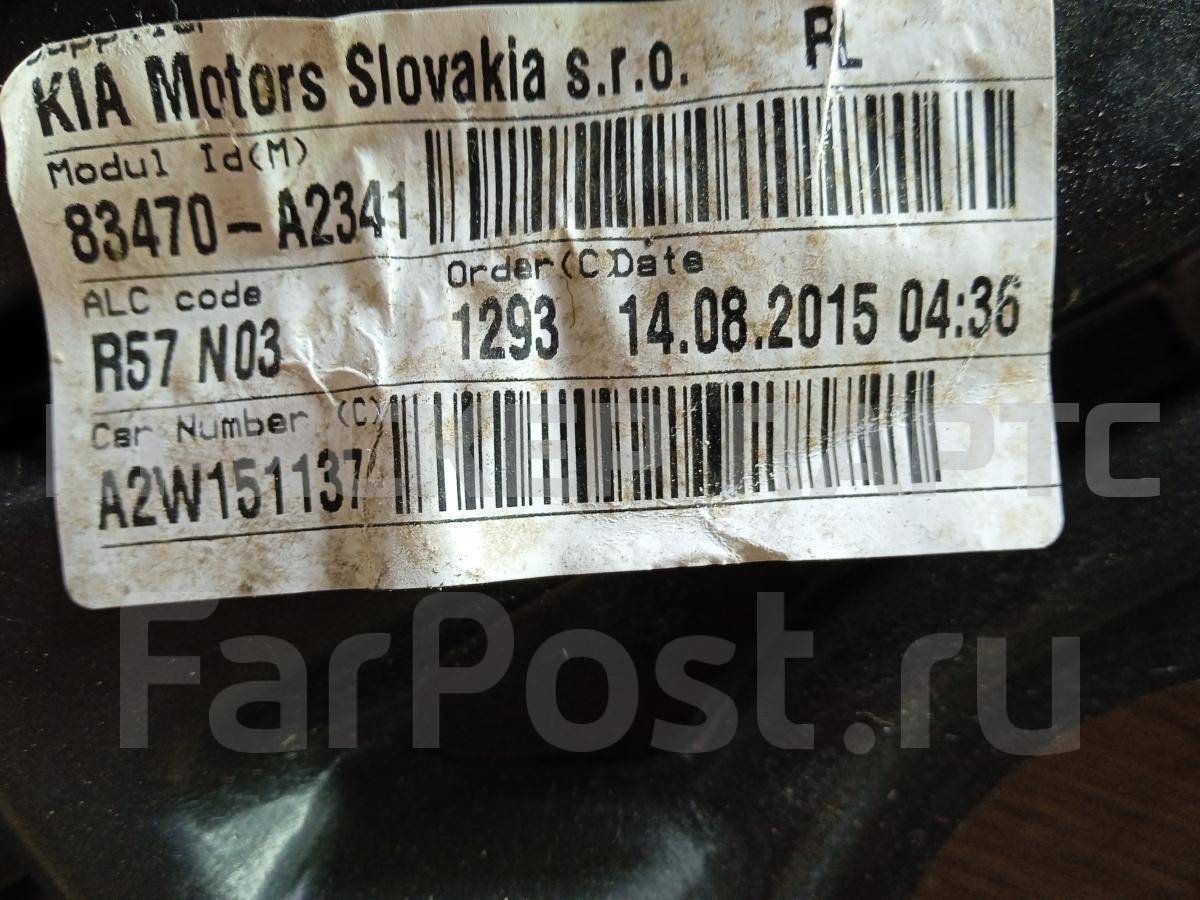 Supplier
KIA Motors Slovakia s.r.o. RL
Modul Id(M)
83470-A2341
ALC code Order(C)Date
R57 N03 1293 14.08.2015 04:36
Car Number (C)
A2W151137
FarPost.ru